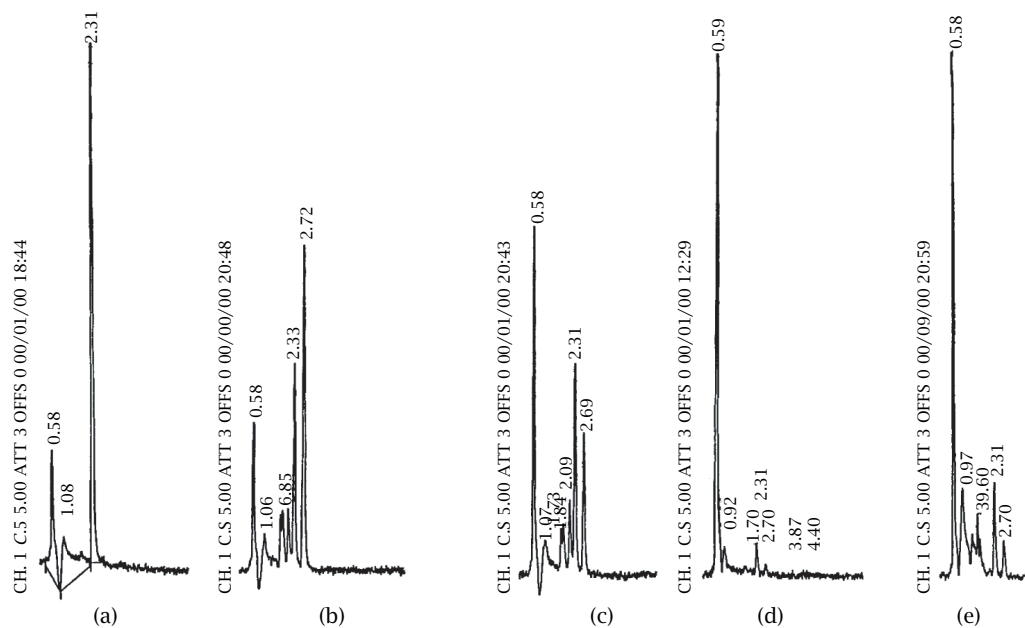 CH. 1 C.5 5.00 ATT 3 OFFS 0 00/01/00 18:44
0.58
1.08
2.31
(a)
CH. 1 C.S 5.00 ATT 3 OFFS 0 00/00/00 20:48
0.58
1.06
6.85
2.33
2.72
(b)
CH. 1 C.S 5.00 ATT 3 OFFS 0 00/01/00 20:43
0.58
1.07
1.84
2.09
2.31
2.69
(c)
CH. 1 C.S 5.00 ATT 3 OFFS 0 00/01/00 12:29
0.59
0.92
1.70
2.31
2.70
3.87
4.40
(d)
CH. 1 C.S 5.00 ATT 3 OFFS 0 00/09/00 20:59
0.58
0.97
39.60
2.31
2.70
(e)